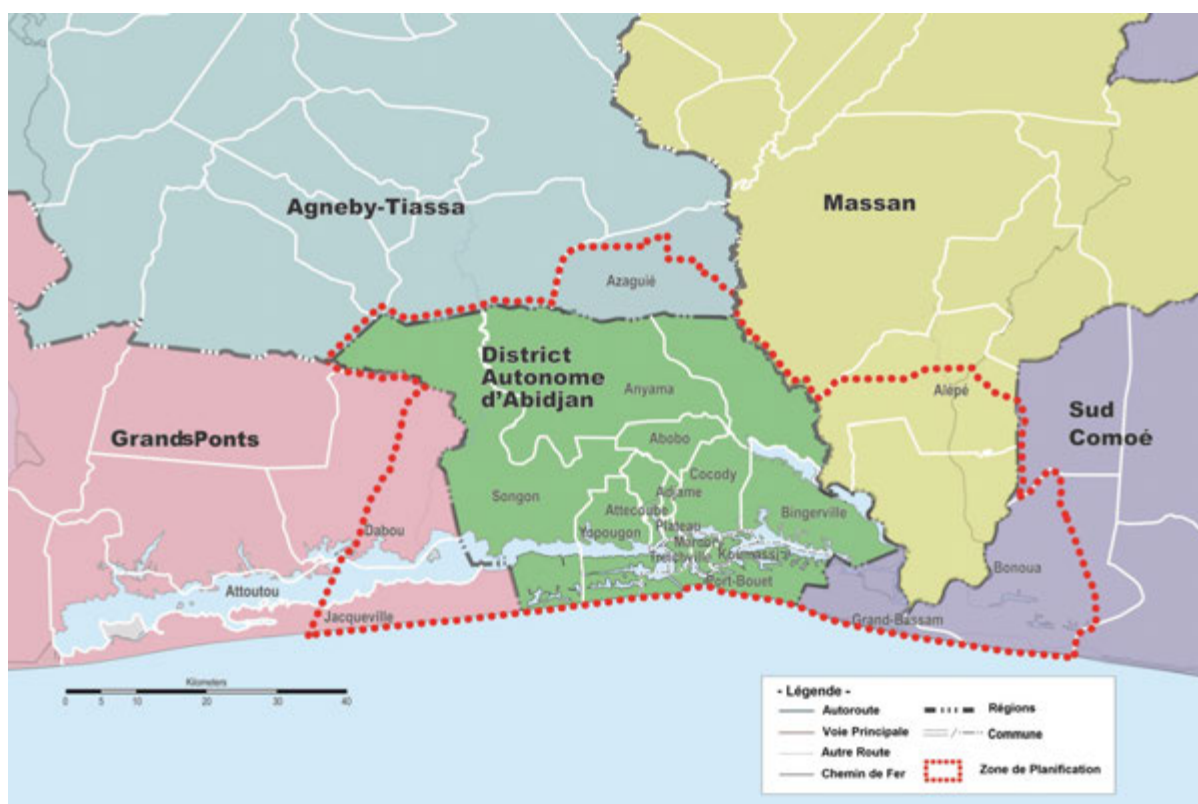 Agneby-Tiassa
Massan
Azaguié
District
Autonome
d'Abidjan
Anyama
Alépé
Sud
Comoé
GrandsPonts
Abobo
Cocody
Adjame
Songon
Attecoube
Bingerville
Plateau
Yopougon
Dabou
Treichville
Koumassi
Port-Bouet
Bonoua
Attoutou
Jacqueville
Grand-Bassam
Kilometers
0 5 10 20 30 40
- Légende -
Autoroute
Régions
Voie Principale
Commune
Autre Route
Chemin de Fer
Zone de Planification